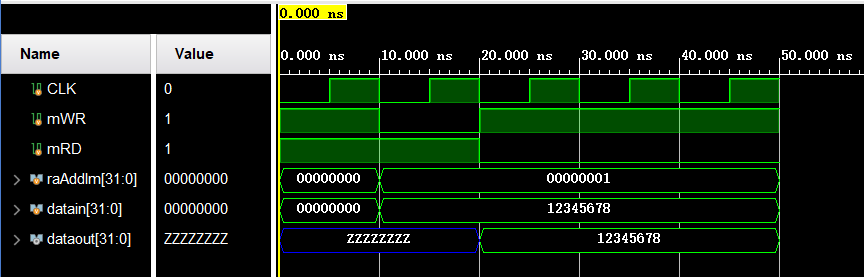 0.000 ns
Name Value 0.000 ns 10.000 ns 20.000 ns 30.000 ns 40.000 ns 50.000 ns
CLK 0
mWR 1
mRD 1
raAddIm[31:0] 00000000 00000000 00000001
datain[31:0] 00000000 00000000 12345678
dataout[31:0] ZZZZZZZZ ZZZZZZZZ 12345678